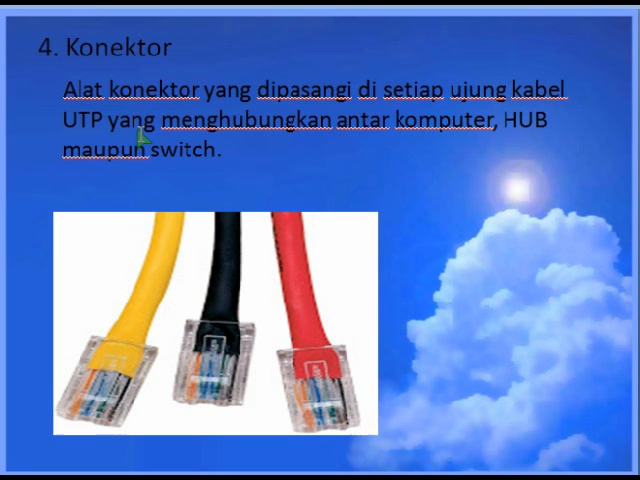 4. Konektor
Alat konektor yang dipasangi di setiap ujung kabel
UTP yang menghubungkan antar komputer, HUB
maupun switch.